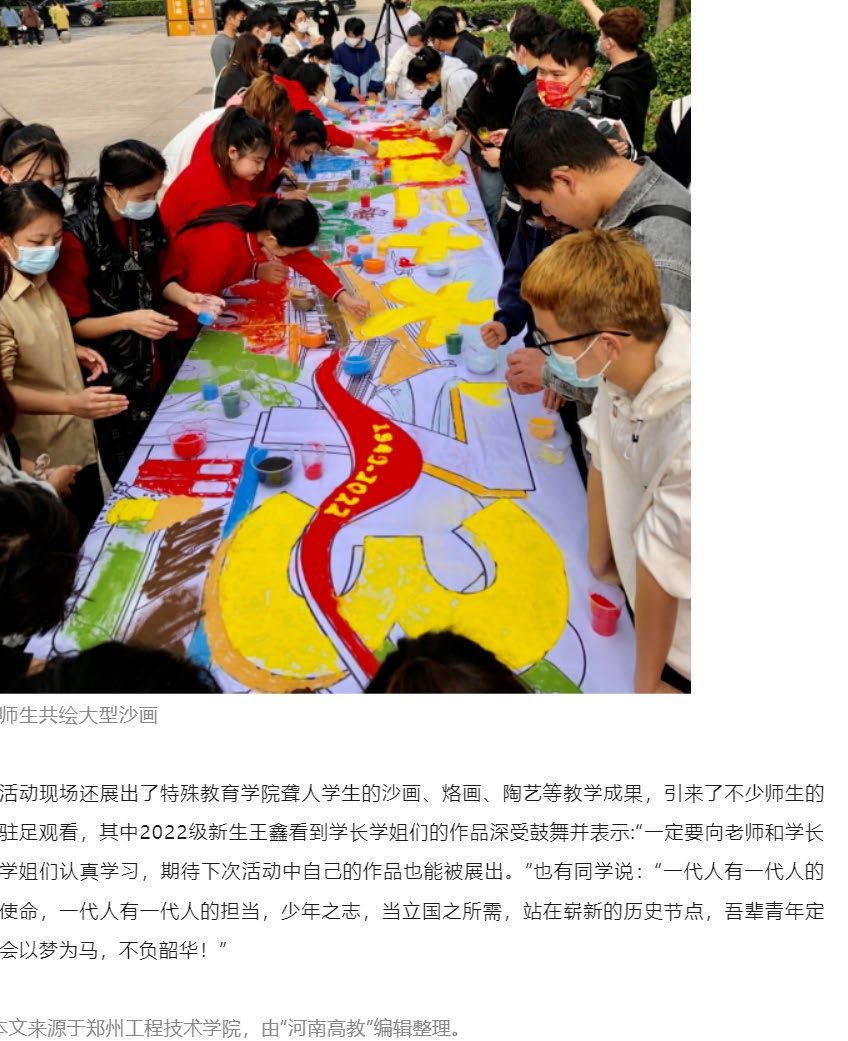 1949-2022
师生共绘大型沙画
活动现场还展出了特殊教育学院聋人学生的沙画、烙画、陶艺等教学成果，引来了不少师生的
驻足观看，其中2022级新生王鑫看到学长学姐们的作品深受鼓舞并表示:“一定要向老师和学长
学姐们认真学习，期待下次活动中自己的作品也能被展出。”也有同学说：“一代人有一代人的
使命，一代人有一代人的担当，少年之志，当立国之所需，站在崭新的历史节点，吾辈青年定
会以梦为马，不负韶华！”
本文来源于郑州工程技术学院，由“河南高教”编辑整理。